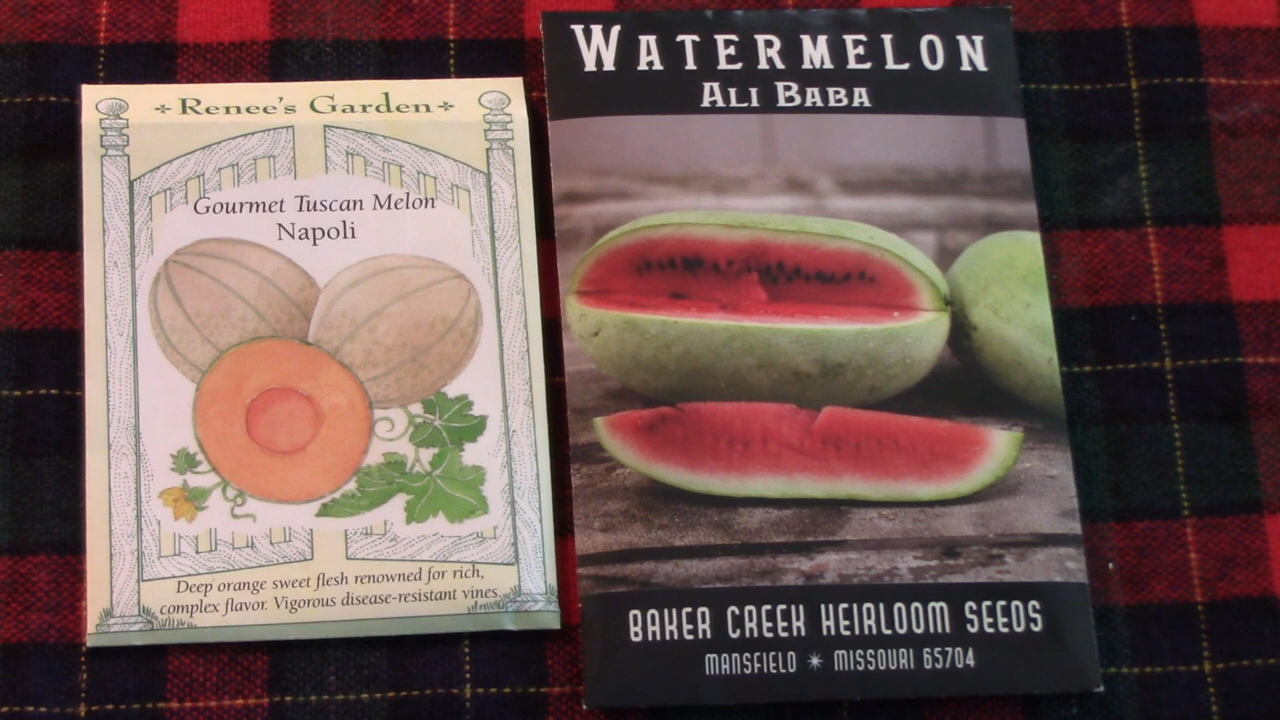 Renee's Garden
Gourmet Tuscan Melon
Napoli
Deep orange sweet flesh renowned for rich,
complex flavor. Vigorous disease-resistant vines.
WATERMELON
ALI BABA
BAKER CREEK HEIRLOOM SEEDS
MANSFIELD ✷ MISSOURI 65704